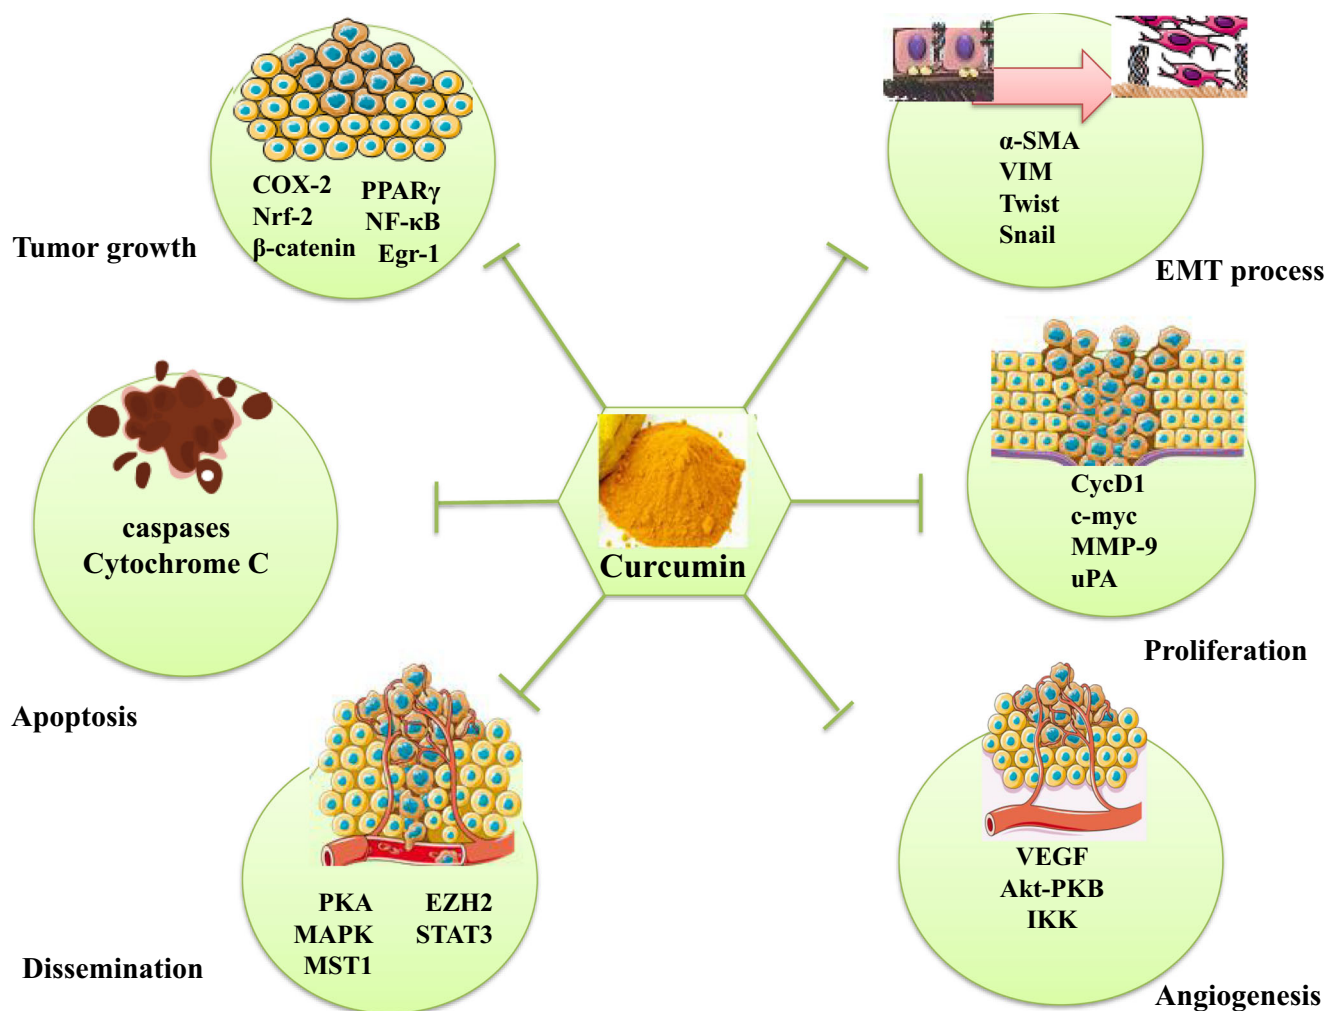 COX-2
Nrf-2
β-catenin
PPARγ
NF-κB
Egr-1
Tumor growth
α-SMA
VIM
Twist
Snail
EMT process
caspases
Cytochrome C
Apoptosis
Curcumin
CycD1
c-myc
MMP-9
uPA
Proliferation
PKA
MAPK
MST1
EZH2
STAT3
Dissemination
VEGF
Akt-PKB
IKK
Angiogenesis